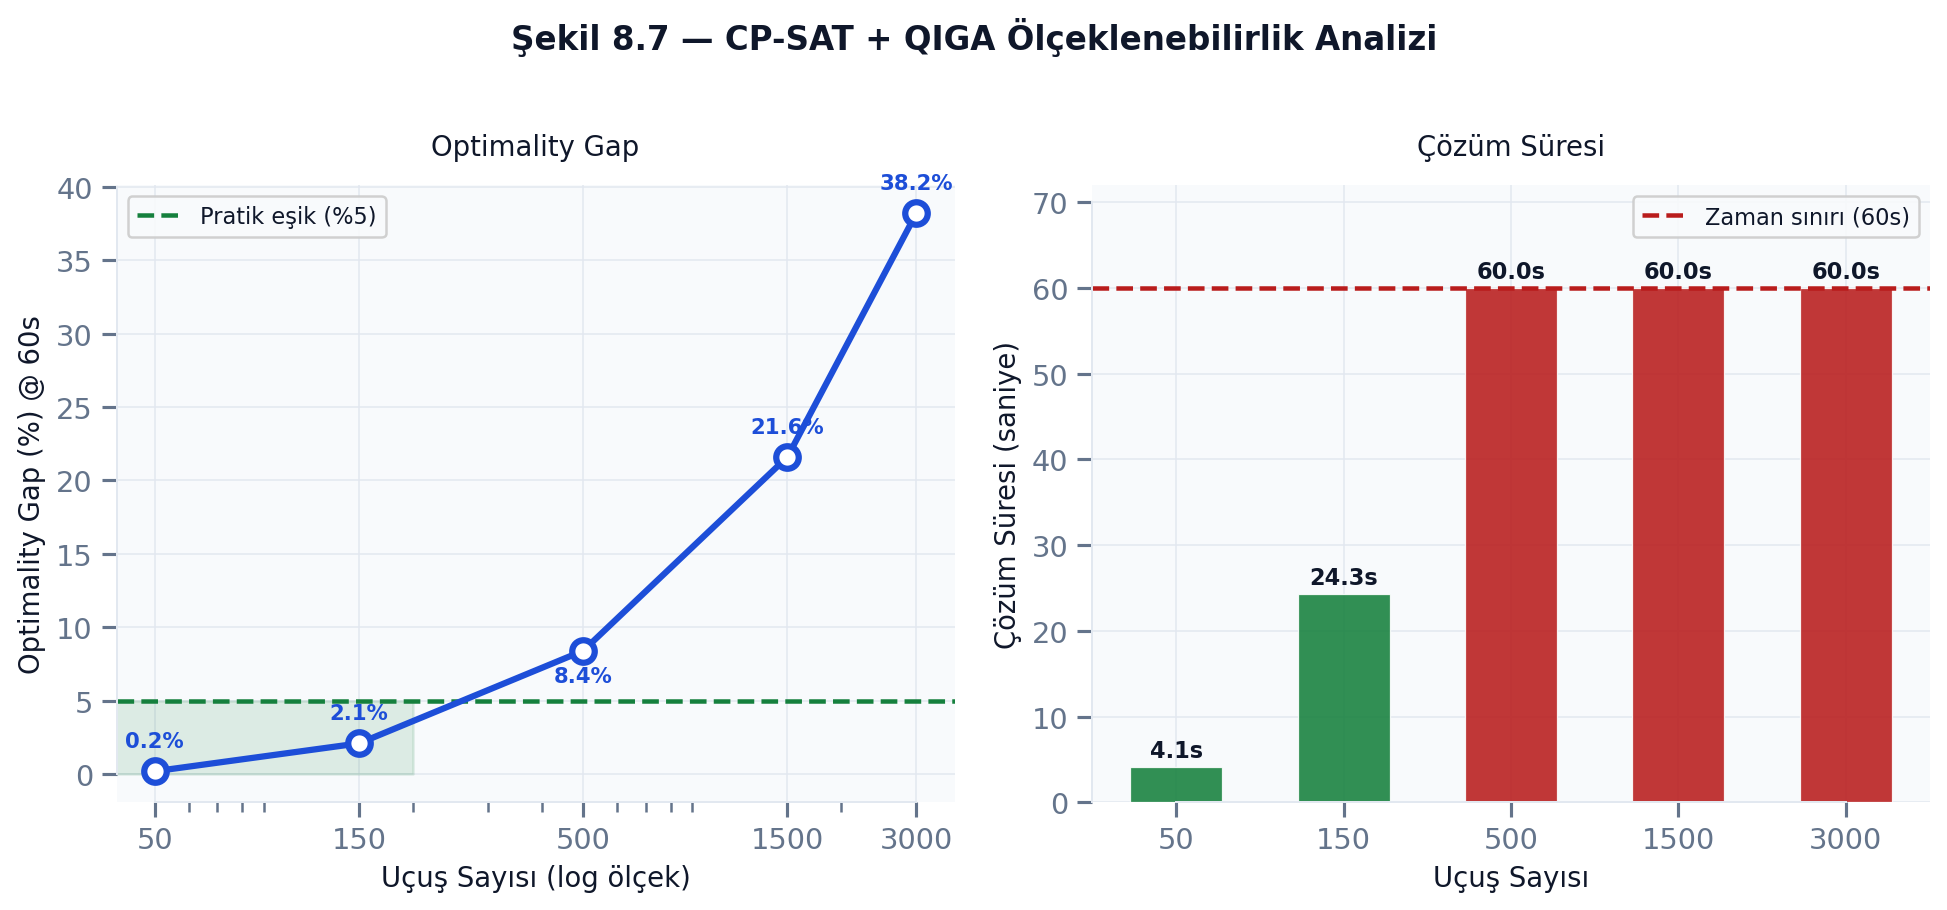 Şekil 8.7 — CP-SAT + QIGA Ölçeklenebilirlik Analizi
Optimality Gap
Optimality Gap (%) @ 60s
40
35
30
25
20
15
10
5
0
Pratik eşik (%5)
0.2%
2.1%
8.4%
21.6%
38.2%
50
150
500
1500
3000
Uçuş Sayısı (log ölçek)
Çözüm Süresi
Çözüm Süresi (saniye)
70
60
50
40
30
20
10
0
Zaman sınırı (60s)
4.1s
24.3s
60.0s
60.0s
60.0s
50
150
500
1500
3000
Uçuş Sayısı